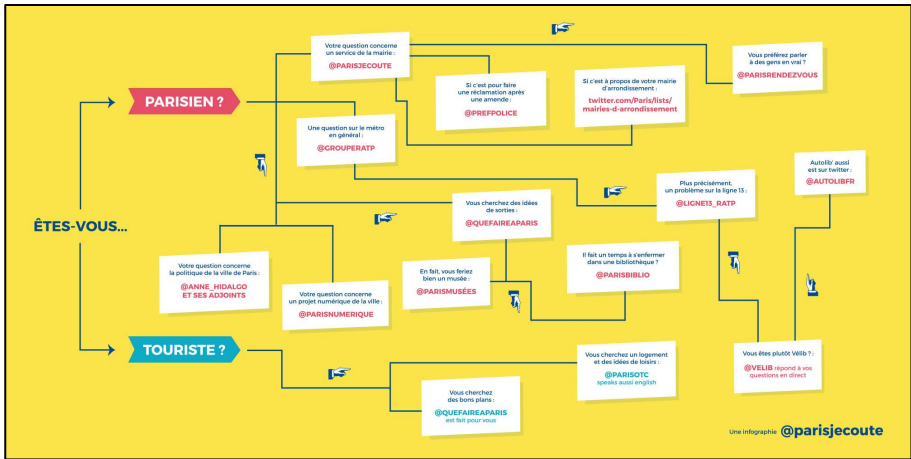 ÊTES-VOUS...
PARISIEN ?
Votre question concerne
un service de la mairie :
@PARISJECOUTE
Si c'est pour faire
une réclamation après
une amende :
@PREFPOLICE
Si c'est à propos de votre mairie
d'arrondissement :
twitter.com/Paris/lists/
mairies-d-arrondissement
Vous préférez parler
à des gens en vrai ?
@PARISRENDEZVOUS
Une question sur le métro
en général :
@GROUPERATP
Plus précisément,
un problème sur la ligne 13 :
@LIGNE13_RATP
Autolib' aussi
est sur twitter :
@AUTOLIBFR
Vous cherchez des idées
de sorties :
@QUEFAIREAPARIS
Il fait un temps à s'enfermer
dans une bibliothèque ?
@PARISBIBLIO
En fait, vous feriez
bien un musée :
@PARISMUSÉES
Votre question concerne
la politique de la ville de Paris :
@ANNE_HIDALGO
ET SES ADJOINTS
Votre question concerne
un projet numérique de la ville :
@PARISNUMERIQUE
Vous êtes plutôt Vélib ? :
@VELIB répond à vos
questions en direct
TOURISTE ?
Vous cherchez un logement
et des idées de loisirs :
@PARISOTC
speaks aussi english
Vous cherchez
des bons plans :
@QUEFAIREAPARIS
est fait pour vous
Une infographie @parisjecoute